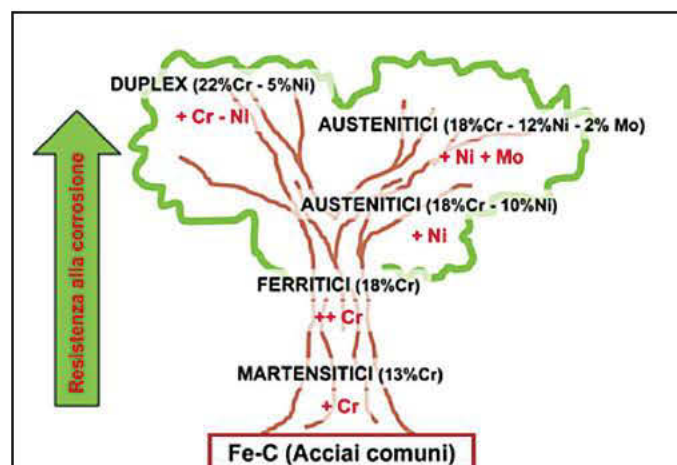 DUPLEX (22%Cr - 5%Ni)
+ Cr - Ni
AUSTENITICI (18%Cr - 12%Ni - 2% Mo)
+ Ni + Mo
AUSTENITICI (18%Cr - 10%Ni)
+ Ni
FERRITICI (18%Cr)
++ Cr
MARTENSITICI (13%Cr)
+ Cr
Fe-C (Acciai comuni)
Resistenza alla corrosione